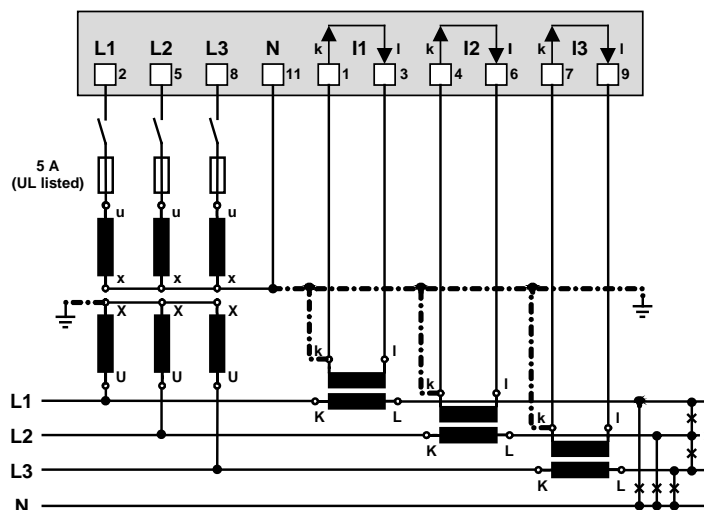 L1 L2 L3 N k I1 l k I2 l k I3 l
2 5 8 11 1 3 4 6 7 9
5 A
(UL listed)
u u u
x x x
X X X
k l
U U U
k l
L1 K L
k l
L2 K L
L3 K L
N